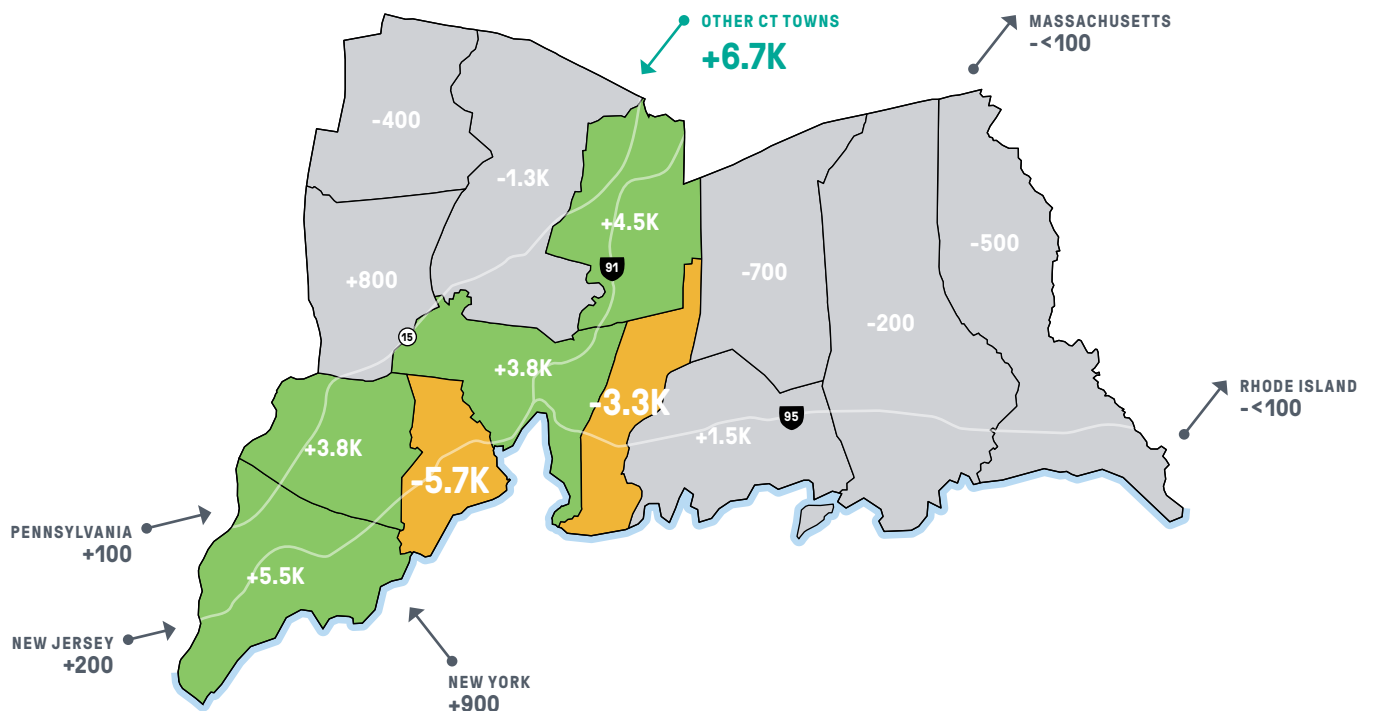 OTHER CT TOWNS
+6.7K
MASSACHUSETTS
-<100
-400
-1.3K
+4.5K
-500
91
-700
+800
-200
15
+3.8K
RHODE ISLAND
-<100
-3.3K
95
+1.5K
+3.8K
-5.7K
PENNSYLVANIA
+100
+5.5K
NEW JERSEY
+200
NEW YORK
+900